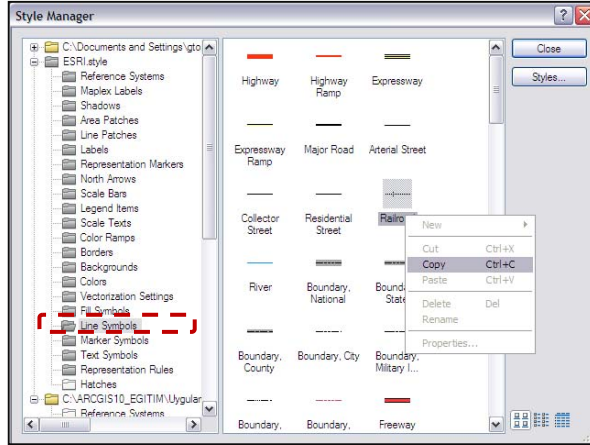 Style Manager
C:\Documents and Settings\gto
ESRI.style
Reference Systems
Maplex Labels
Shadows
Area Patches
Line Patches
Labels
Representation Markers
North Arrows
Scale Bars
Legend Items
Scale Texts
Color Ramps
Borders
Backgrounds
Colors
Vectorization Settings
Fill Symbols
Line Symbols
Marker Symbols
Text Symbols
Representation Rules
Hatches
C:\ARCGIS10_EGITIM\Uygular
Reference Systems
Highway
Highway
Ramp
Expressway
Expressway
Ramp
Major Road
Arterial Street
Collector
Street
Residential
Street
Railro
River
Boundary,
National
Bound
State
Boundary,
County
Boundary, City
Boundary,
Military I...
Boundary,
Boundary,
Freeway
New
Cut Ctrl+X
Copy Ctrl+C
Paste Ctrl+V
Delete Del
Rename
Properties...
Close
Styles...